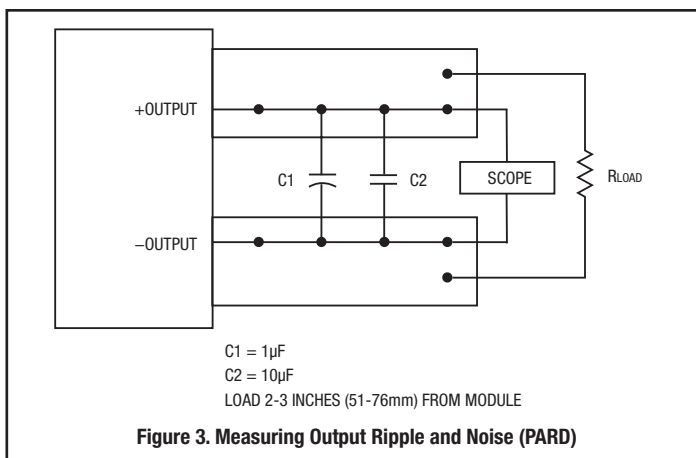 +OUTPUT
C1
C2
SCOPE
RLOAD
–OUTPUT
C1 = 1µF
C2 = 10µF
LOAD 2-3 INCHES (51-76mm) FROM MODULE
Figure 3. Measuring Output Ripple and Noise (PARD)